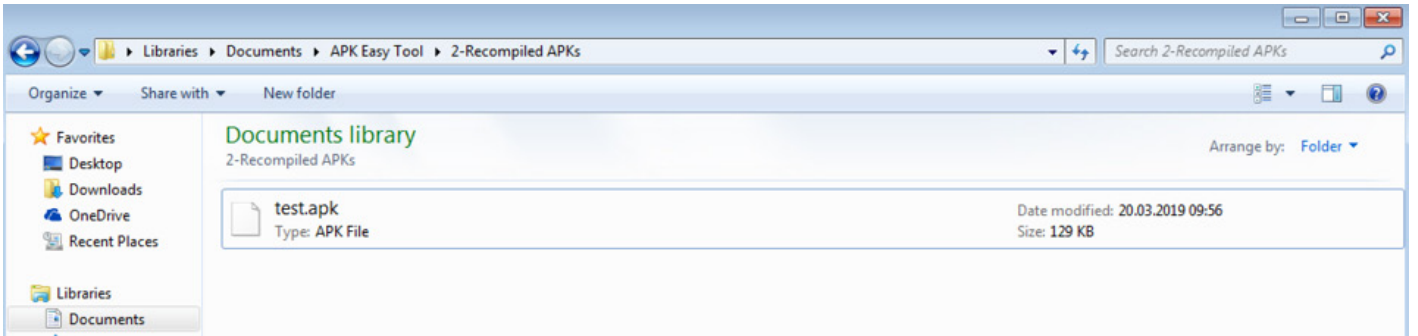 Libraries Documents APK Easy Tool 2-Recompiled APKs Search 2-Recompiled APKs
Organize Share with New folder
Favorites
Desktop
Downloads
OneDrive
Recent Places
Libraries
Documents
Documents library
2-Recompiled APKs
Arrange by: Folder
test.apk
Type: APK File
Date modified: 20.03.2019 09:56
Size: 129 KB